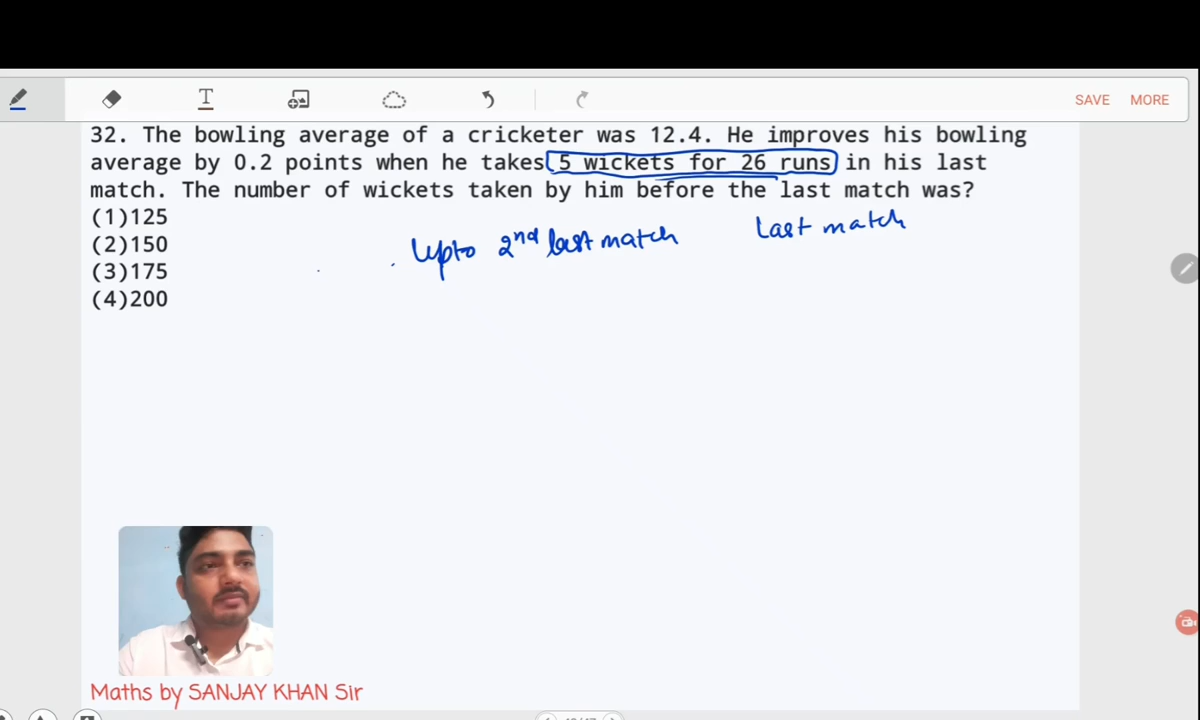 T
SAVE MORE
32. The bowling average of a cricketer was 12.4. He improves his bowling
average by 0.2 points when he takes 5 wickets for 26 runs in his last
match. The number of wickets taken by him before the last match was?
(1)125
(2)150
(3)175
(4)200
Upto 2nd last match Last match
Maths by SANJAY KHAN Sir